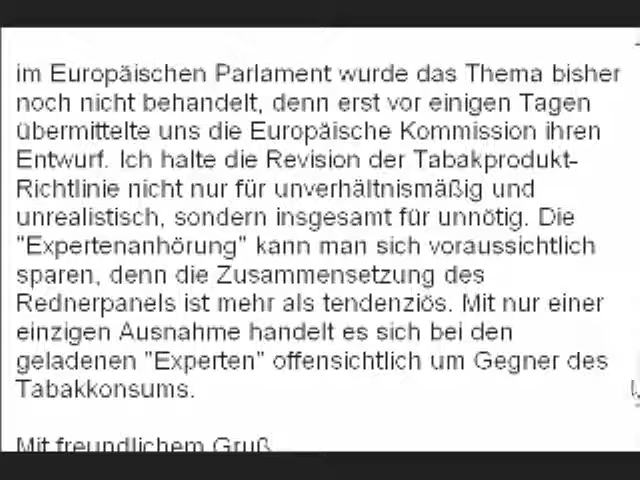 im Europäischen Parlament wurde das Thema bisher
noch nicht behandelt, denn erst vor einigen Tagen
übermittelte uns die Europäische Kommission ihren
Entwurf. Ich halte die Revision der Tabakprodukt-
Richtlinie nicht nur für unverhältnismäßig und
unrealistisch, sondern insgesamt für unnötig. Die
"Expertenanhörung" kann man sich voraussichtlich
sparen, denn die Zusammensetzung des
Rednerpanels ist mehr als tendenziös. Mit nur einer
einzigen Ausnahme handelt es sich bei den
geladenen "Experten" offensichtlich um Gegner des
Tabakkonsums.
Mit freundlichem Gruß